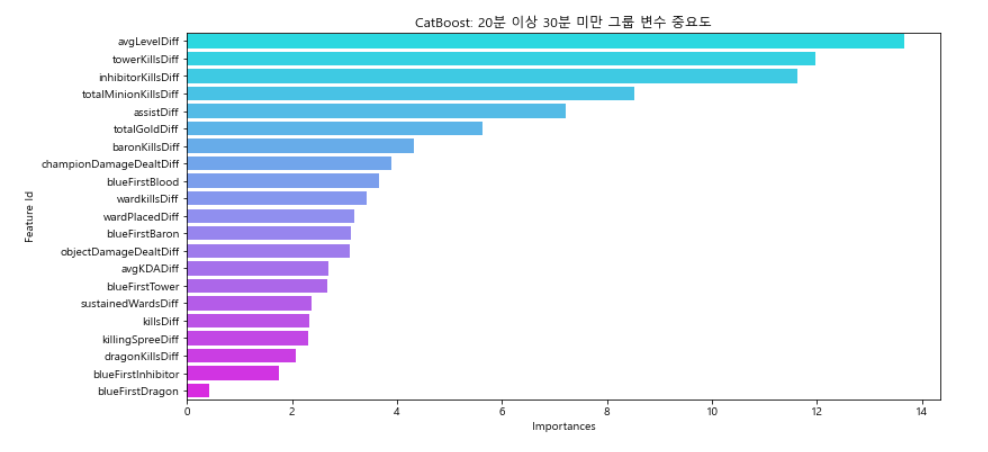 CatBoost: 20분 이상 30분 미만 그룹 변수 중요도
Feature Id
avgLevelDiff
towerKillsDiff
inhibitorKillsDiff
totalMinionKillsDiff
assistDiff
totalGoldDiff
baronKillsDiff
championDamageDealtDiff
blueFirstBlood
wardkillsDiff
wardPlacedDiff
blueFirstBaron
objectDamageDealtDiff
avgKDADiff
blueFirstTower
sustainedWardsDiff
killsDiff
killingSpreeDiff
dragonKillsDiff
blueFirstInhibitor
blueFirstDragon
0 2 4 6 8 10 12 14
Importances